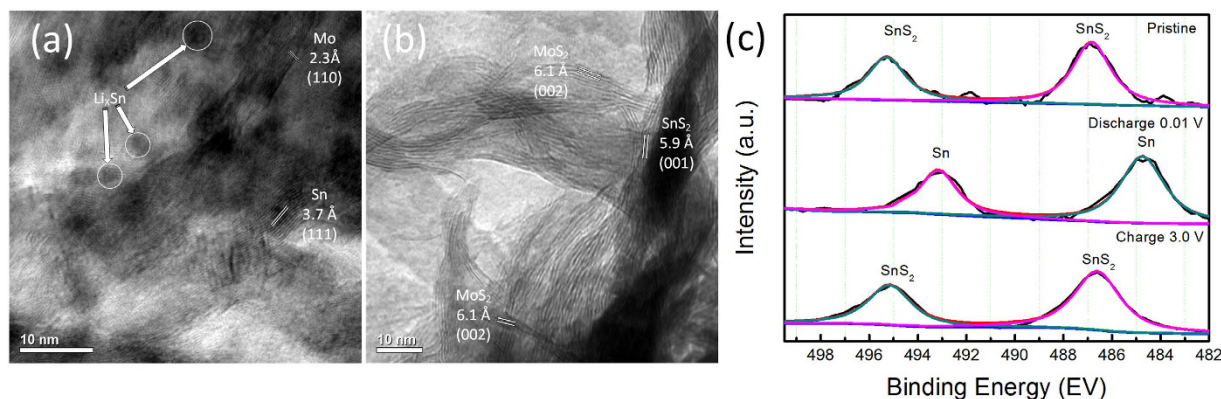 (a)
Mo
2.3Å
(110)
LiₓSn
Sn
3.7 Å
(111)
10 nm
(b)
MoS₂
6.1 Å
(002)
SnS₂
5.9 Å
(001)
MoS₂
6.1 Å
(002)
10 nm
(c)
Intensity (a.u.)
SnS₂ SnS₂ Pristine
Discharge 0.01 V
Sn Sn
Charge 3.0 V
SnS₂ SnS₂
498 496 494 492 490 488 486 484 482
Binding Energy (EV)